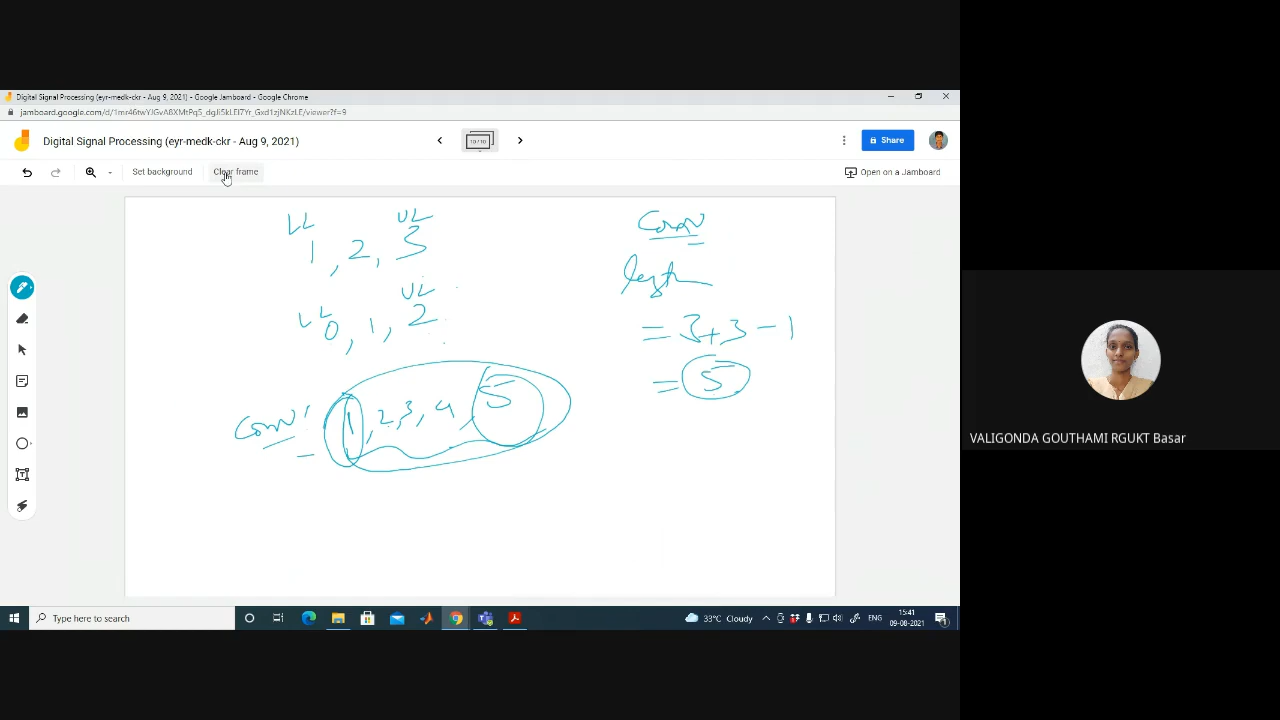 Digital Signal Processing (eyr-medk-ckr - Aug 9, 2021) - Google Jamboard - Google Chrome
Digital Signal Processing (eyr-medk-ckr - Aug 9, 2021)
10 / 10
Share
Set background
Clear frame
Open on a Jamboard
LL UL
1, 2, 3
UL
LL 0, 1, 2
Conv 1, 2, 3, 4, 5
Conv
length
= 3+3-1
= 5
VALIGONDA GOUTHAMI RGUKT Basar
Type here to search
33°C Cloudy
ENG
15:41
09-08-2021